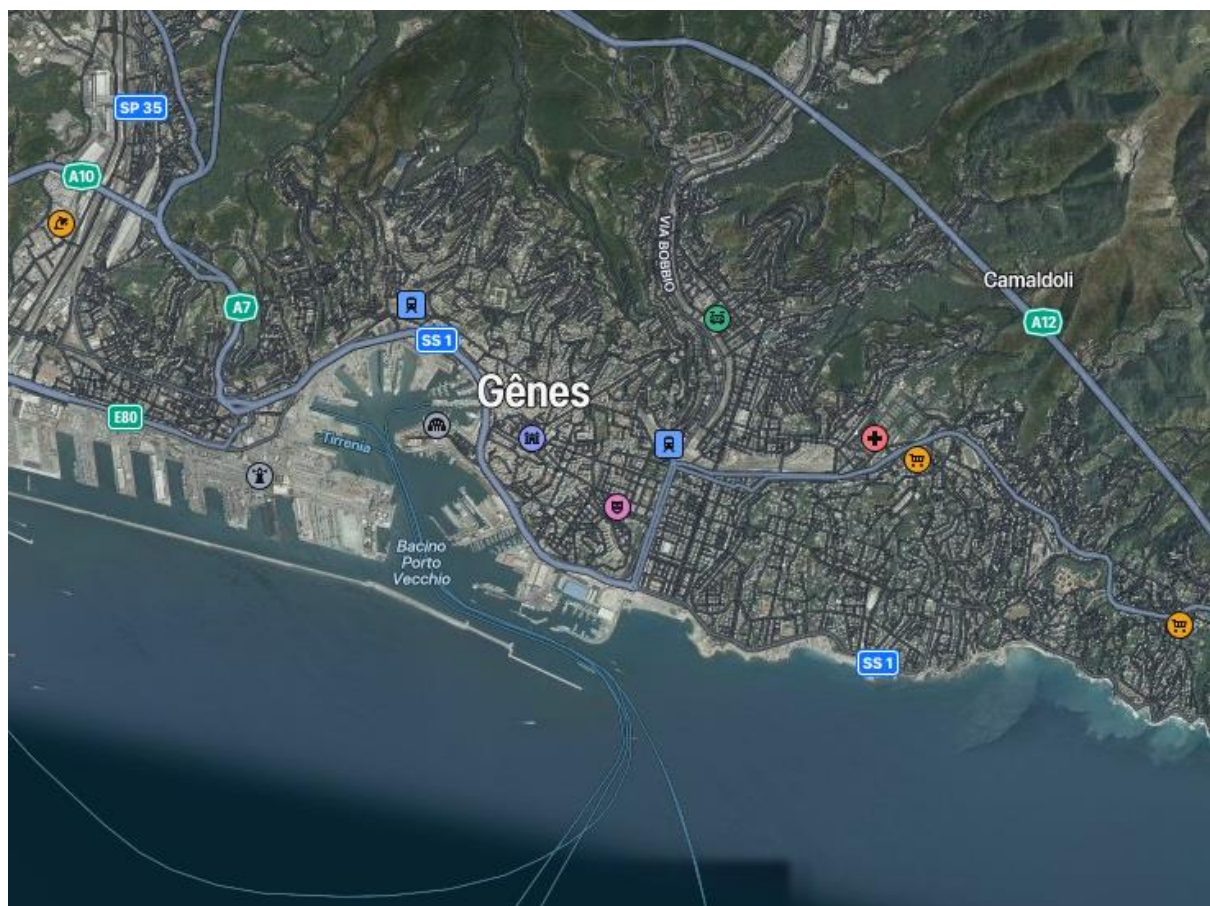 SP 35
A10
VIA BOBBIO
Camaldoli
A7
A12
SS 1
Gênes
E80
Tirrenia
Bacino
Porto
Vecchio
SS 1